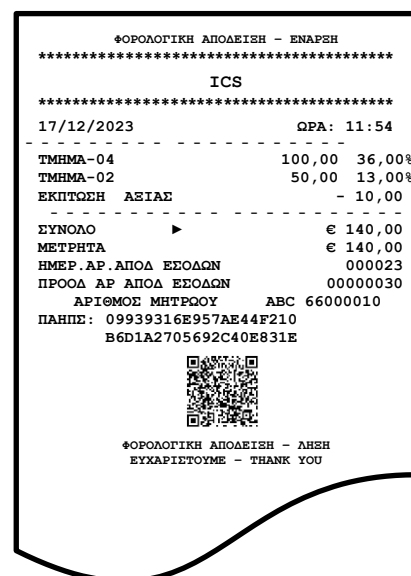 ΦΟΡΟΛΟΓΙΚΗ ΑΠΟΔΕΙΞΗ – ΕΝΑΡΞΗ
******************************************
ICS
******************************************
17/12/2023 ΩΡΑ: 11:54
- - - - - - - - - - - - - - - - - - - - -
ΤΜΗΜΑ-04 100,00 36,00%
ΤΜΗΜΑ-02 50,00 13,00%
ΕΚΠΤΩΣΗ ΑΞΙΑΣ - 10,00
- - - - - - - - - - - - - - - - - - - - -
ΣΥΝΟΛΟ ► € 140,00
ΜΕΤΡΗΤΑ € 140,00
ΗΜΕΡ.ΑΡ.ΑΠΟΔ ΕΣΟΔΩΝ 000023
ΠΡΟΟΔ ΑΡ ΑΠΟΔ ΕΣΟΔΩΝ 00000030
ΑΡΙΘΜΟΣ ΜΗΤΡΩΟΥ ABC 66000010
ΠΑΗΠΣ: 09939316E957AE44F210
B6D1A2705692C40E831E
ΦΟΡΟΛΟΓΙΚΗ ΑΠΟΔΕΙΞΗ – ΛΗΞΗ
ΕΥΧΑΡΙΣΤΟΥΜΕ – THANK YOU